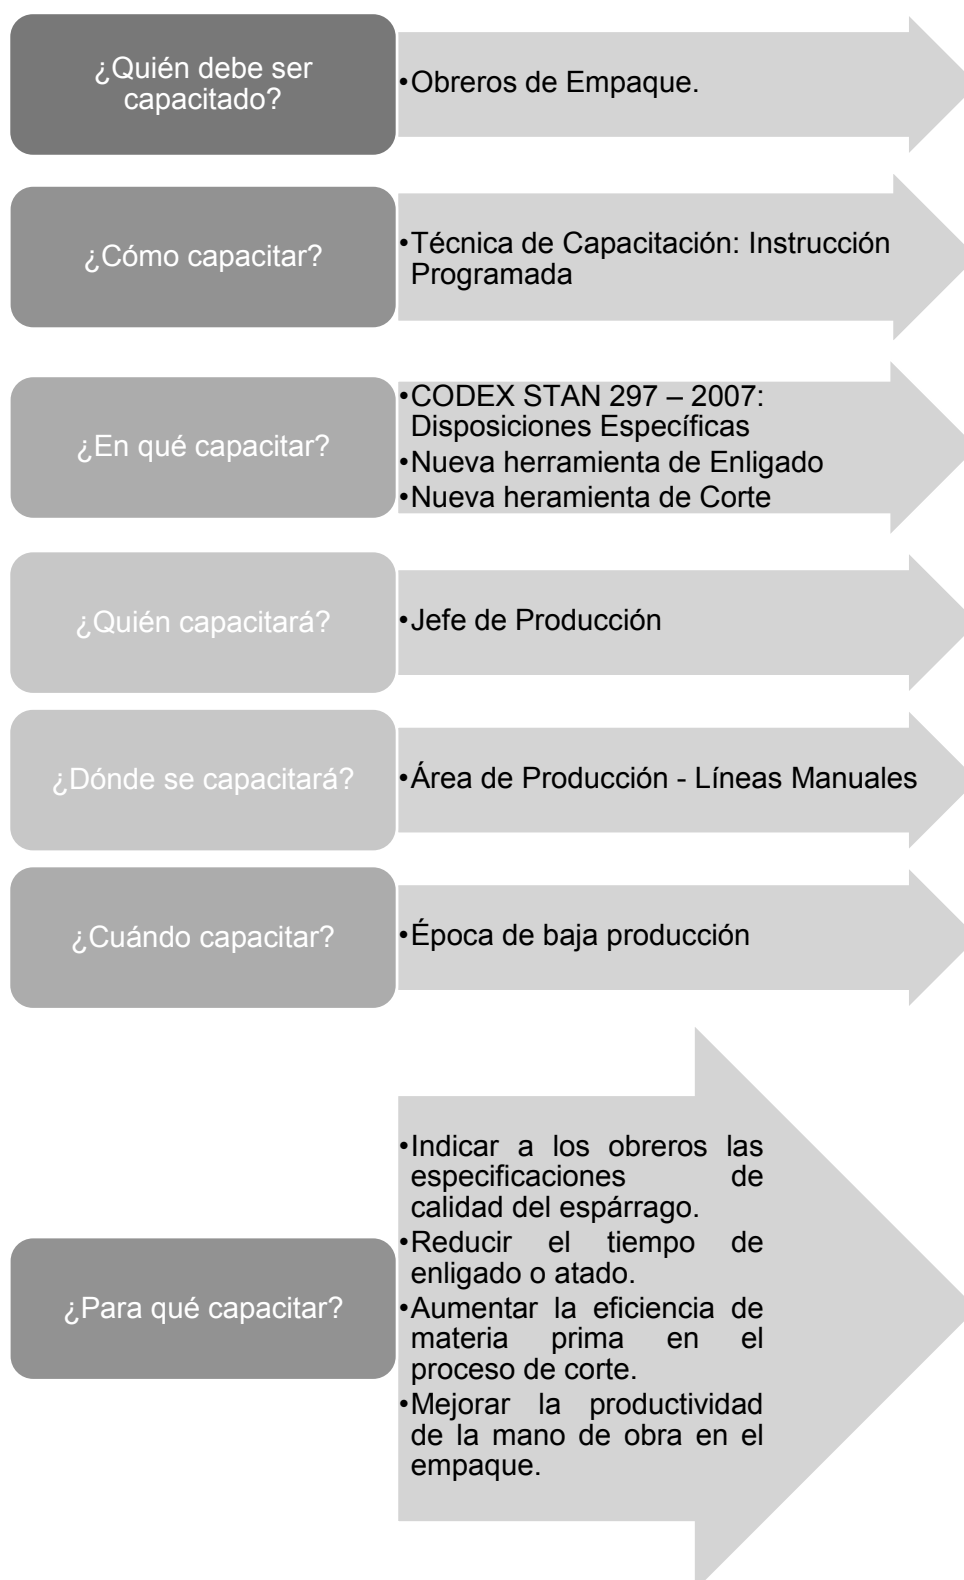 ¿Quién debe ser
capacitado?
•Obreros de Empaque.
¿Cómo capacitar?
•Técnica de Capacitación: Instrucción
Programada
¿En qué capacitar?
•CODEX STAN 297 – 2007:
Disposiciones Específicas
•Nueva herramienta de Enligado
•Nueva heramienta de Corte
¿Quién capacitará?
•Jefe de Producción
¿Dónde se capacitará?
•Área de Producción - Líneas Manuales
¿Cuándo capacitar?
•Época de baja producción
¿Para qué capacitar?
•Indicar a los obreros las
especificaciones de
calidad del espárrago.
•Reducir el tiempo de
enligado o atado.
•Aumentar la eficiencia de
materia prima en el
proceso de corte.
•Mejorar la productividad
de la mano de obra en el
empaque.